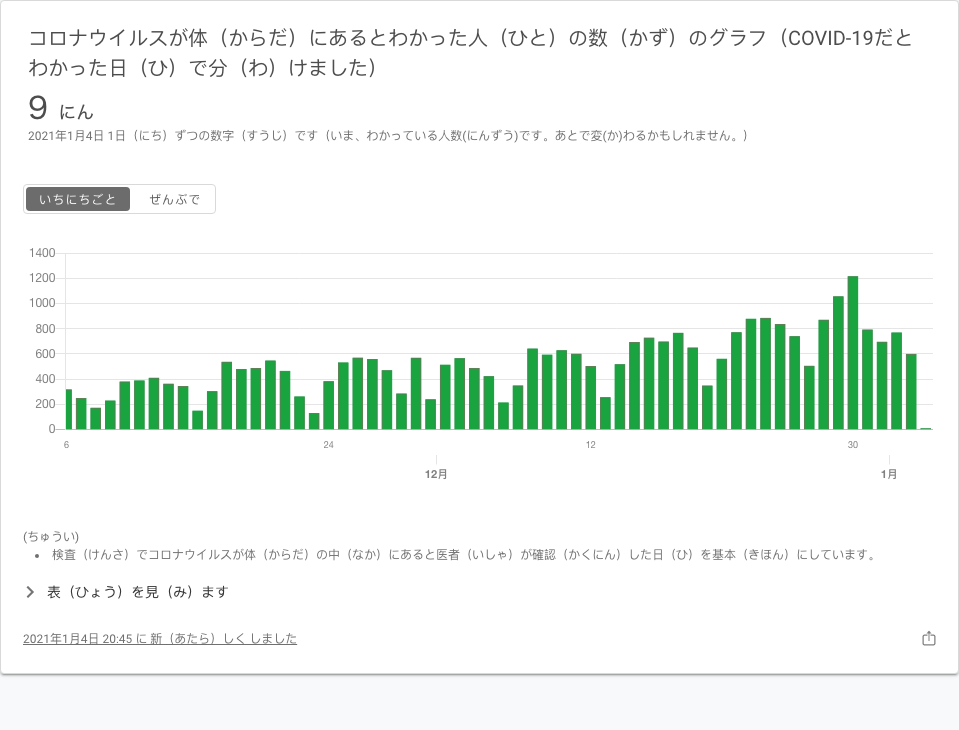 コロナウイルスが体（からだ）にあるとわかった人（ひと）の数（かず）のグラフ（COVID-19だと
わかった日（ひ）で分（わ）けました）
9 にん
2021年1月4日 1日（にち）ずつの数字（すうじ）です（いま、わかっている人数(にんずう)です。あとで変(か)わるかもしれません。）
いちにちごと ぜんぶで
1400
1200
1000
800
600
400
200
0
6 24 12 30
12月 1月
(ちゅうい)
• 検査（けんさ）でコロナウイルスが体（からだ）の中（なか）にあると医者（いしゃ）が確認（かくにん）した日（ひ）を基本（きほん）にしています。
表（ひょう）を見（み）ます
2021年1月4日 20:45 に 新（あたら）しく しました